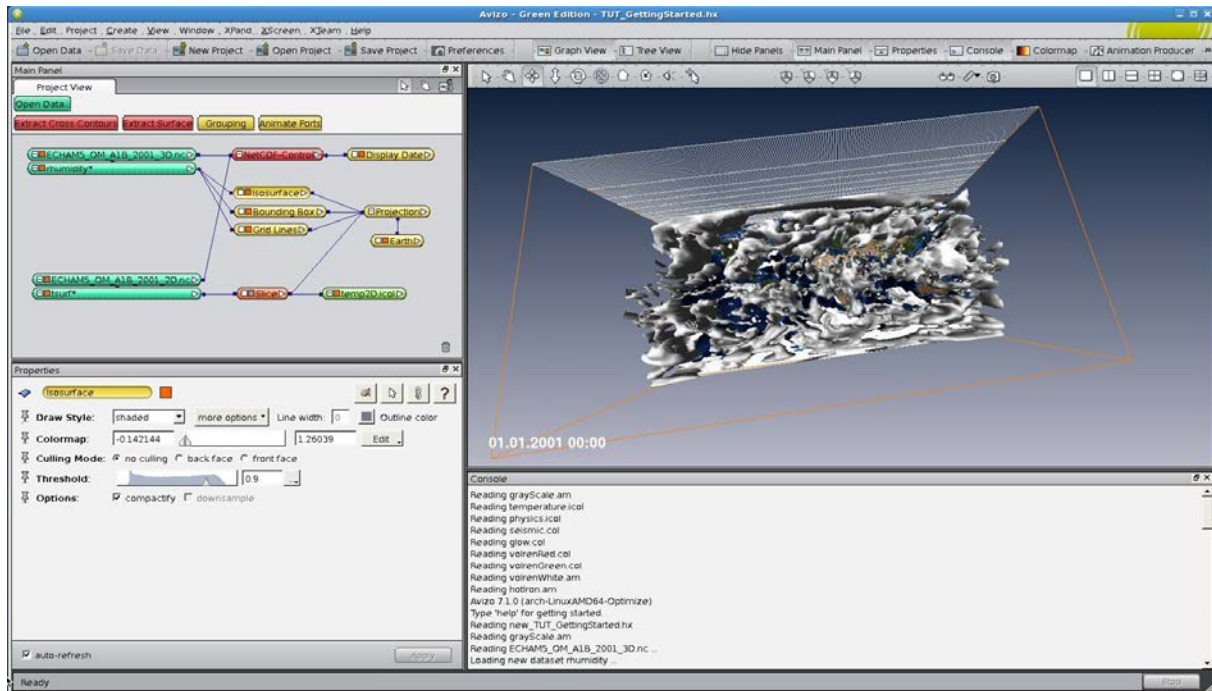 Avizo - Green Edition - TUT_GettingStarted.hx
File Edit Project Create View Window XPand XScreen XTeam Help
Open Data Save Data New Project Open Project Save Project Preferences Graph View Tree View Hide Panels Main Panel Properties Console Colormap Animation Producer
Main Panel
Project View
Open Data...
Extract Cross Contours Extract Surface Grouping Animate Ports
ECHAM5_OM_A1B_2001_3D.nc NetCDF-Control Display Date
rhumidity*
Isosurface
Bounding Box Projection
Grid Lines
Earth
ECHAM5_OM_A1B_2001_2D.nc
tsurf* Slice temp2D.icol
01.01.2001 00:00
Properties
Isosurface
Draw Style: shaded more options Line width: 0 Outline color
Colormap: -0.142144 1.26039 Edit
Culling Mode: no culling back face front face
Threshold: 0.9 ...
Options: compactify downsample
auto-refresh Apply
Console
Reading grayScale.am
Reading temperature.icol
Reading physics.icol
Reading seismic.col
Reading glow.col
Reading volrenRed.col
Reading volrenGreen.col
Reading volrenWhite.am
Reading hotIron.am
Avizo 7.1.0 (arch-LinuxAMD64-Optimize)
Type 'help' for getting started.
Reading new_TUT_GettingStarted.hx
Reading grayScale.am
Reading ECHAM5_OM_A1B_2001_3D.nc ...
Loading new dataset rhumidity ...
Ready Stop